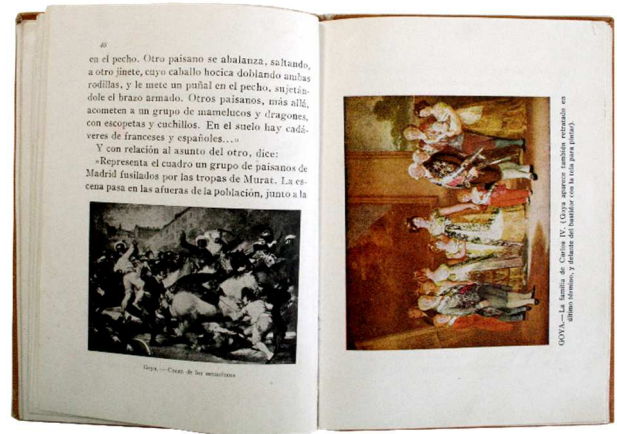 40
en el pecho. Otro paisano se abalanza, saltando,
a otro jinete, cuyo caballo hocica doblando ambas
rodillas, y le mete un puñal en el pecho, sujetán-
dole el brazo armado. Otros paisanos, más allá,
acometen a un grupo de mamelucos y dragones,
con escopetas y cuchillos. En el suelo hay cadá-
veres de franceses y españoles...»
Y con relación al asunto del otro, dice:
»Representa el cuadro un grupo de paisanos de
Madrid fusilados por las tropas de Murat. La es-
cena pasa en las afueras de la población, junto a la
Goya. — de los mamelucos
GOYA.— La familia de Carlos IV. (Goya aparece también retratado en
último término, y delante del bastidor con la tela para pintar).